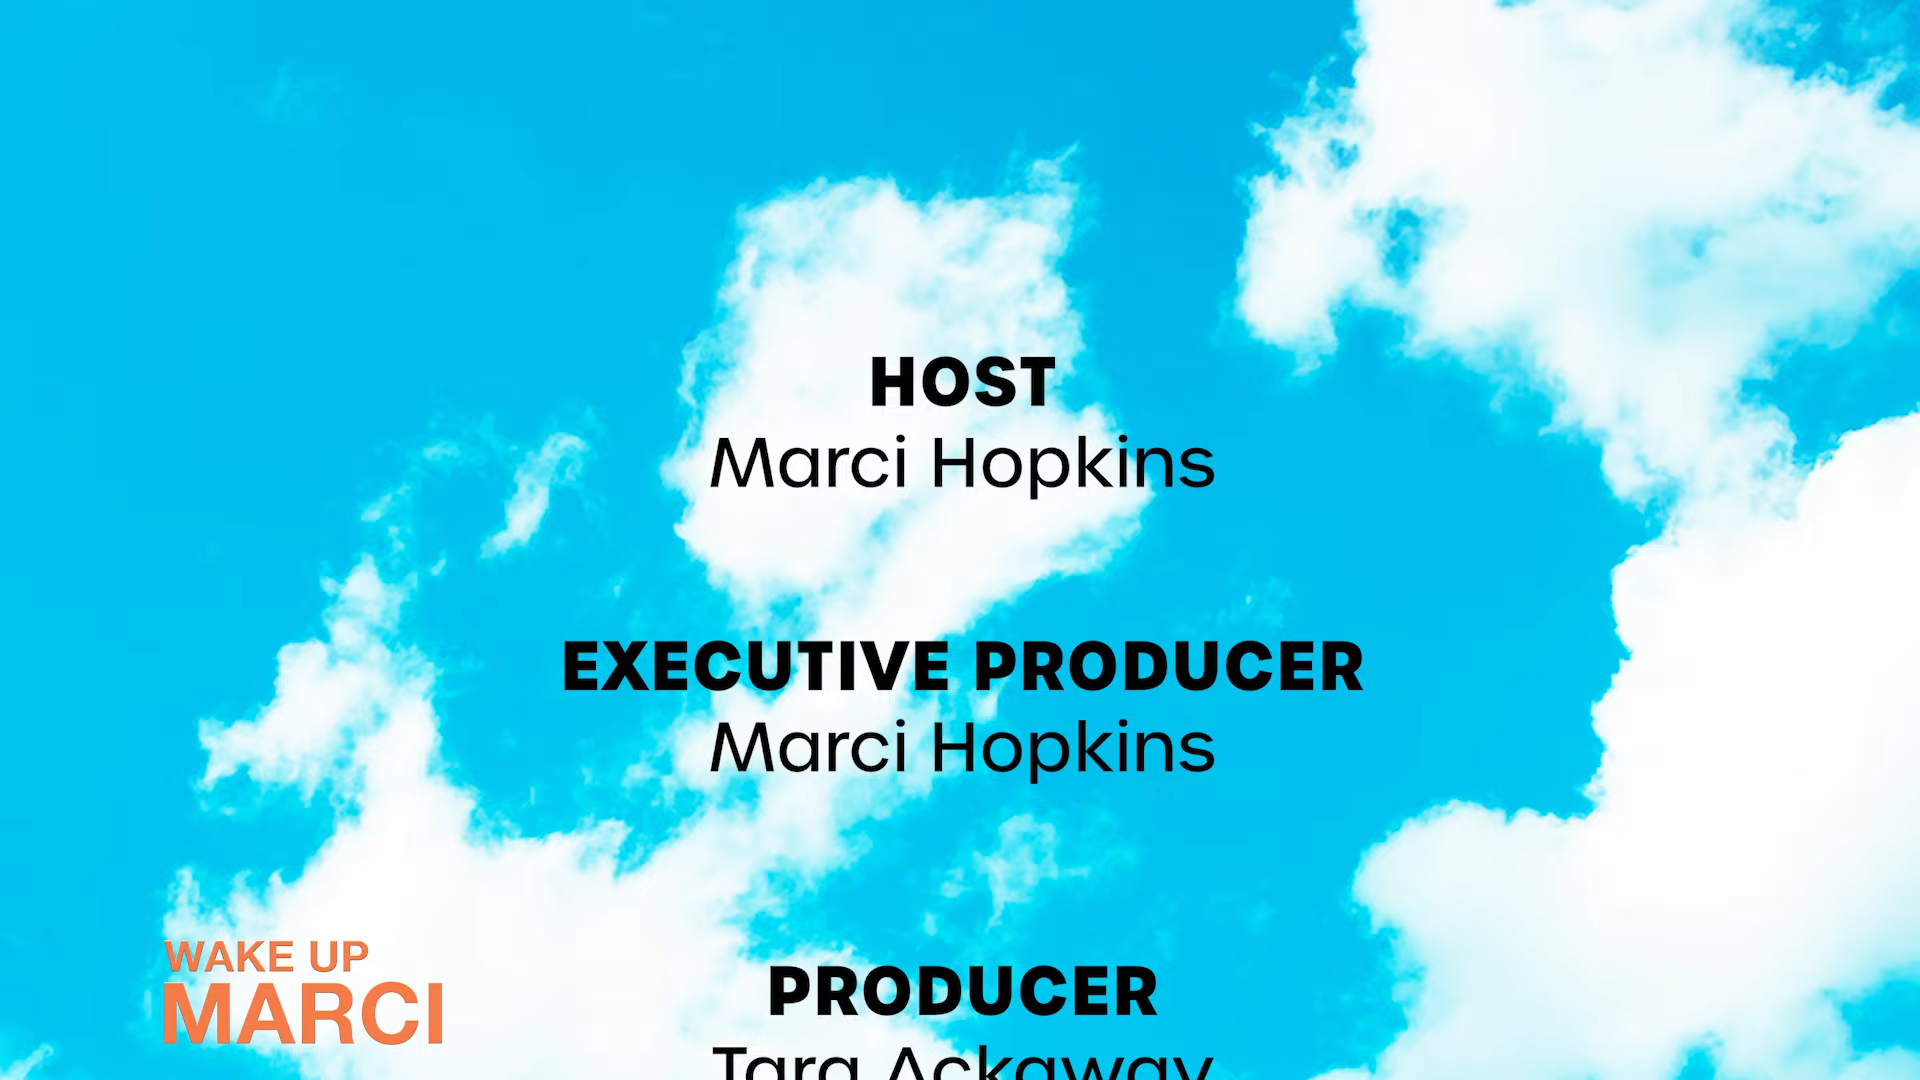 HOST
Marci Hopkins
EXECUTIVE PRODUCER
Marci Hopkins
WAKE UP
MARCI
PRODUCER
Tara Ackaway